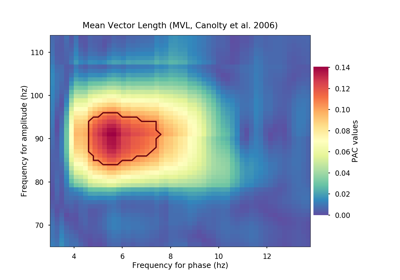 Mean Vector Length (MVL, Canolty et al. 2006)
110
100
90
80
70
Frequency for amplitude (hz)
4 6 8 10 12
Frequency for phase (hz)
0.14
0.12
0.10
0.08
0.06
0.04
0.02
0.00
PAC values